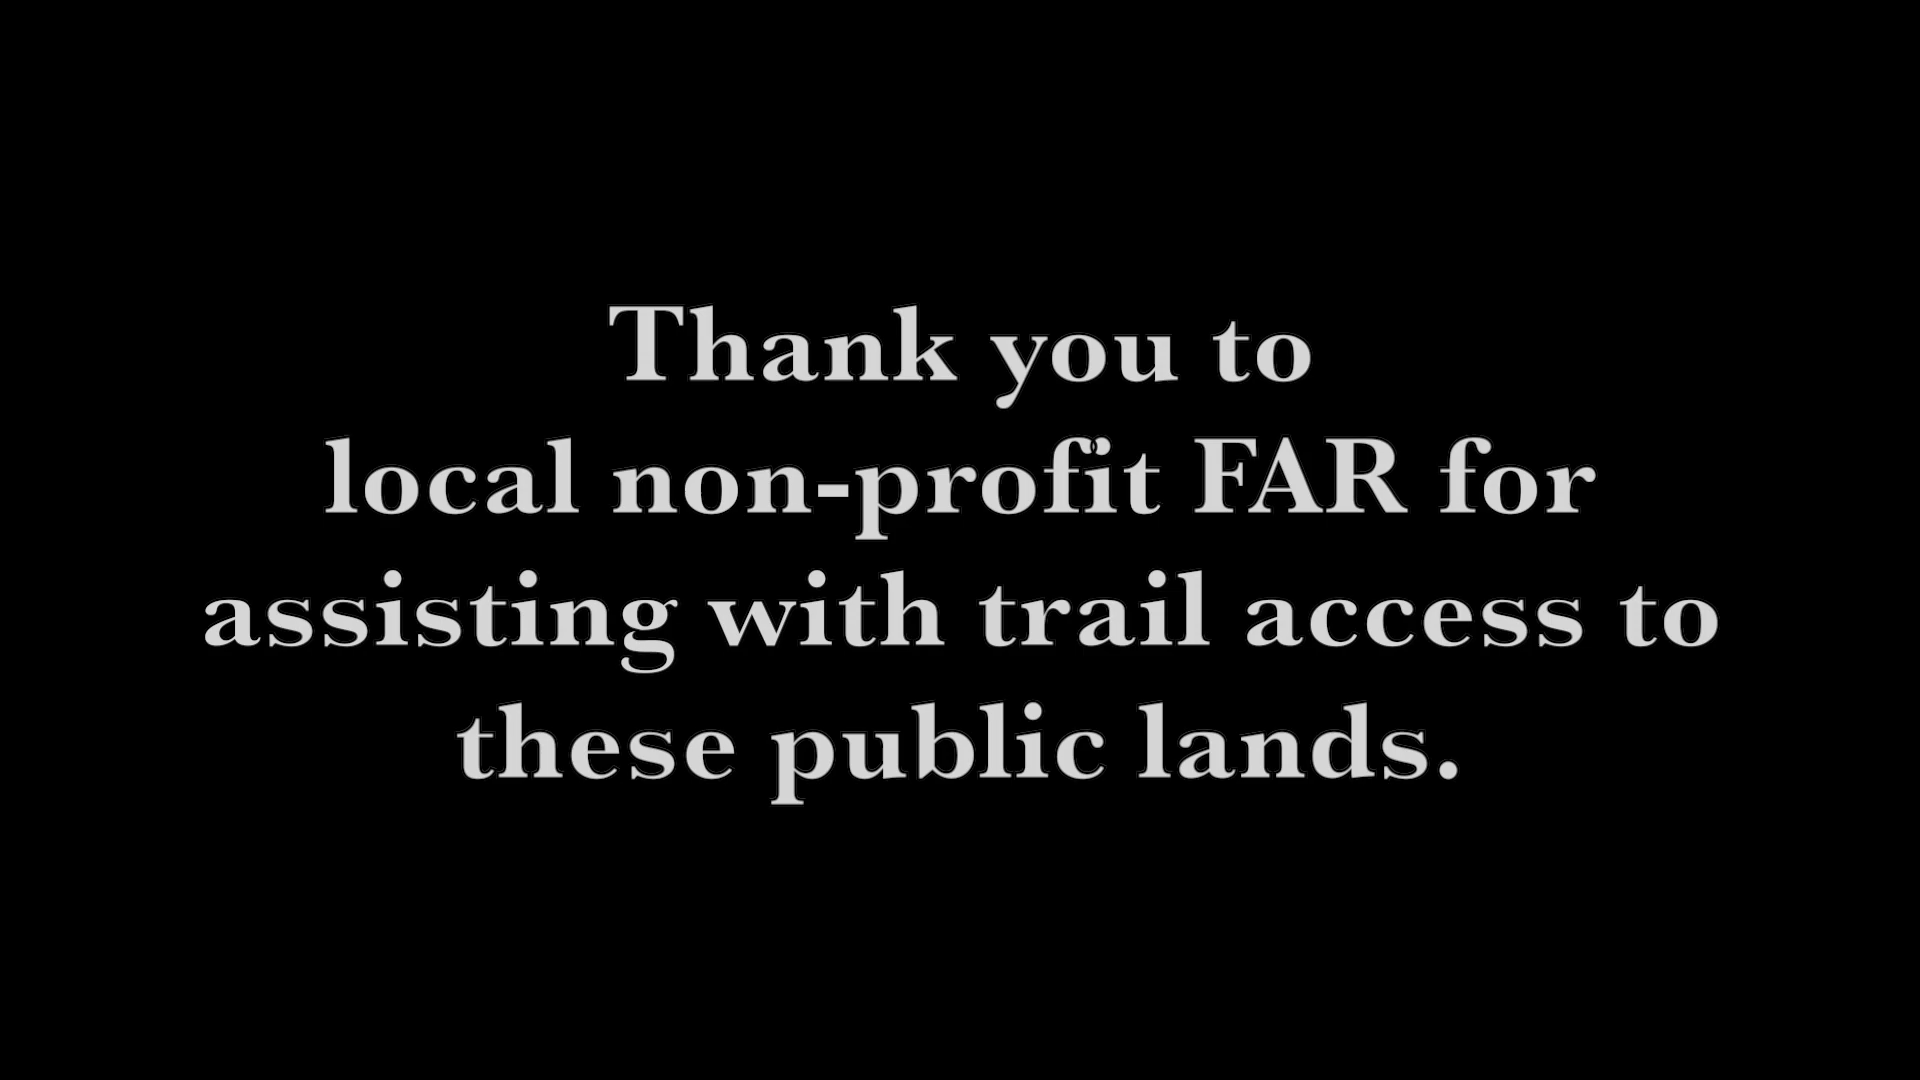 Thank you to
local non-profit FAR for
assisting with trail access to
these public lands.